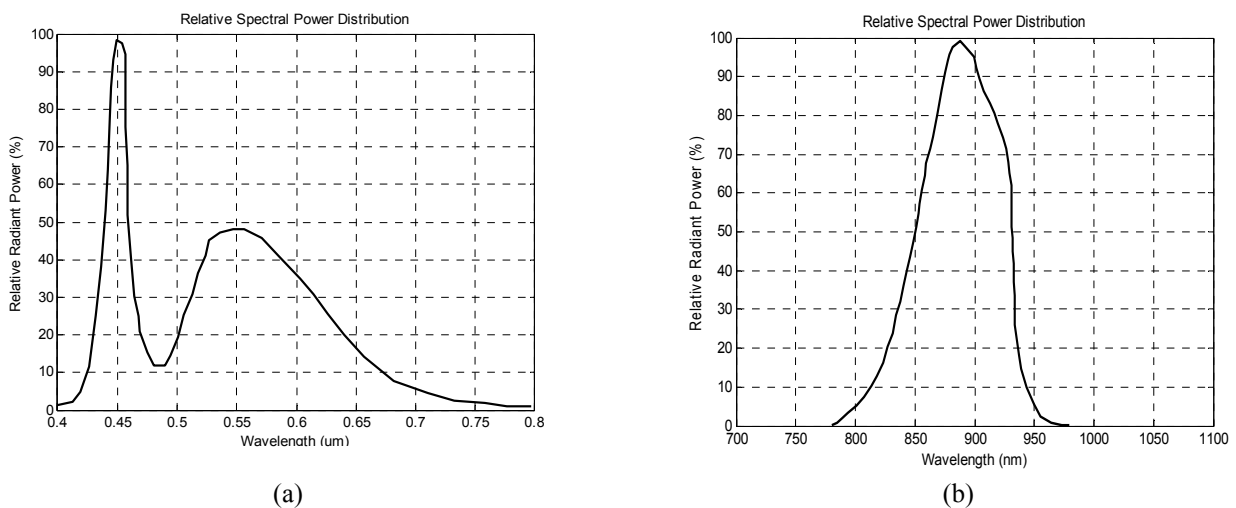 Relative Spectral Power Distribution
100
90
80
70
60
50
40
30
20
10
0
Relative Radiant Power (%)
0.4 0.45 0.5 0.55 0.6 0.65 0.7 0.75 0.8
Wavelength (um)
(a)
Relative Spectral Power Distribution
100
90
80
70
60
50
40
30
20
10
0
Relative Radiant Power (%)
700 750 800 850 900 950 1000 1050 1100
Wavelength (nm)
(b)